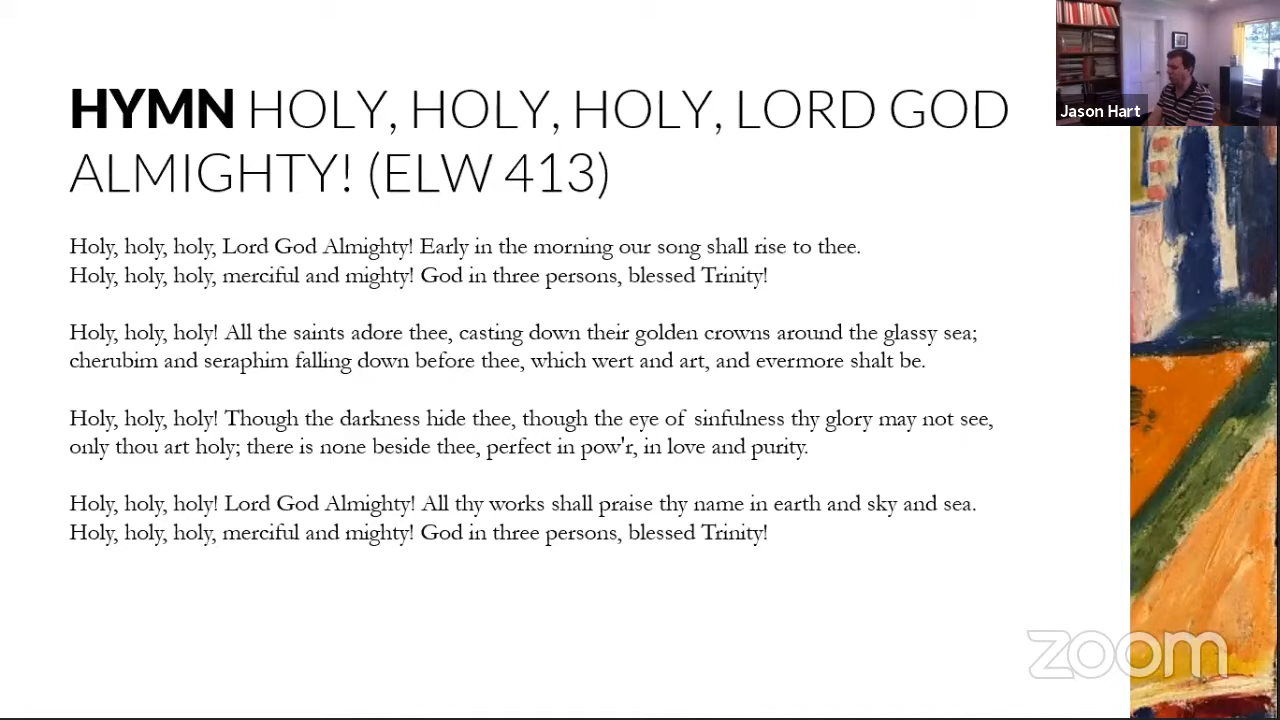 HYMN HOLY, HOLY, HOLY, LORD GOD
ALMIGHTY! (ELW 413)
Holy, holy, holy, Lord God Almighty! Early in the morning our song shall rise to thee.
Holy, holy, holy, merciful and mighty! God in three persons, blessed Trinity!
Holy, holy, holy! All the saints adore thee, casting down their golden crowns around the glassy sea;
cherubim and seraphim falling down before thee, which wert and art, and evermore shalt be.
Holy, holy, holy! Though the darkness hide thee, though the eye of sinfulness thy glory may not see,
only thou art holy; there is none beside thee, perfect in pow'r, in love and purity.
Holy, holy, holy! Lord God Almighty! All thy works shall praise thy name in earth and sky and sea.
Holy, holy, holy, merciful and mighty! God in three persons, blessed Trinity!
Jason Hart
zoom